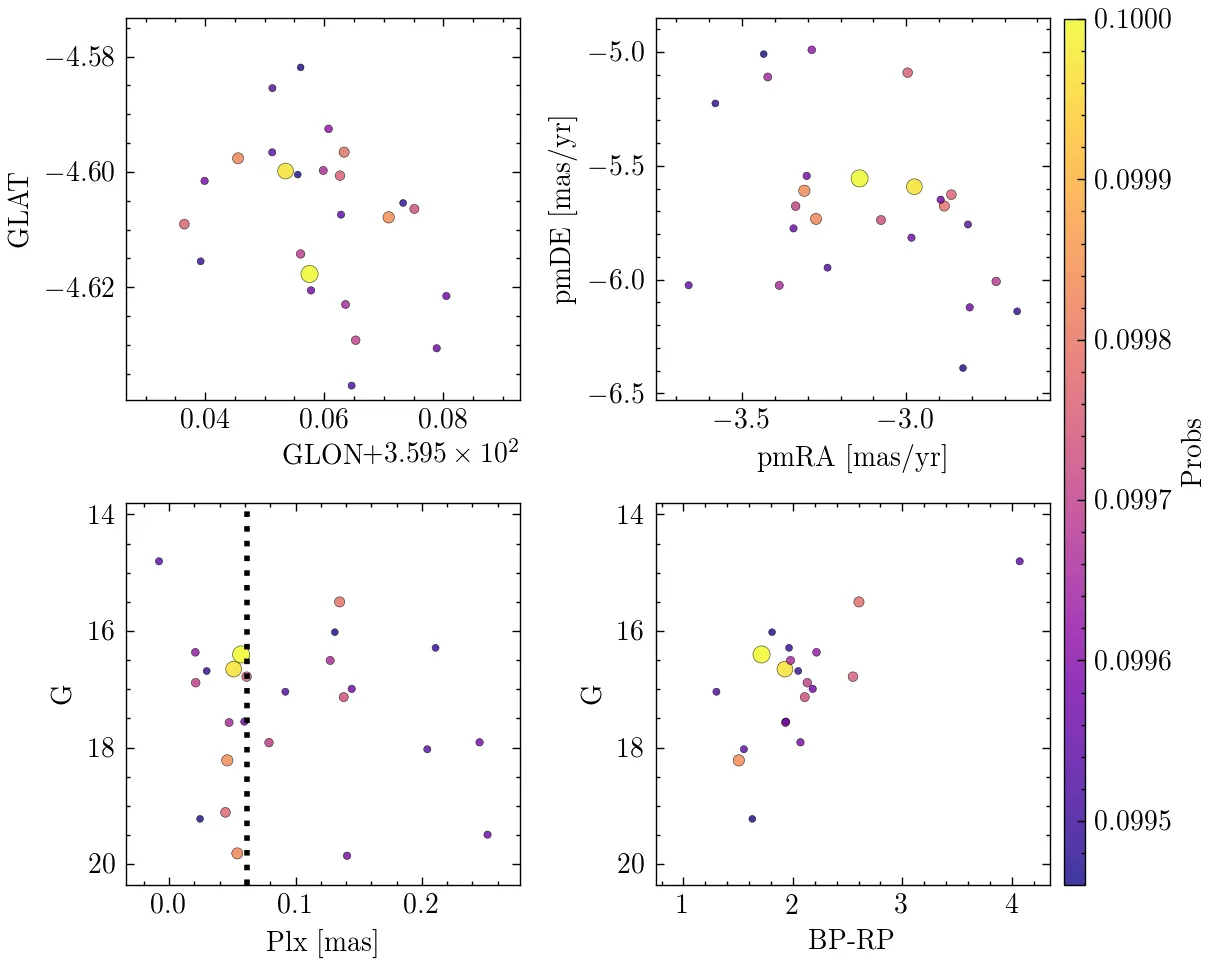 −4.58
−4.60
−4.62
GLAT
0.04 0.06 0.08
GLON+3.595 × 10²
−5.0
−5.5
−6.0
−6.5
pmDE [mas/yr]
−3.5 −3.0
pmRA [mas/yr]
14
16
18
20
G
0.0 0.1 0.2
Plx [mas]
14
16
18
20
G
1 2 3 4
BP-RP
0.1000
0.0999
0.0998
0.0997
0.0996
0.0995
Probs